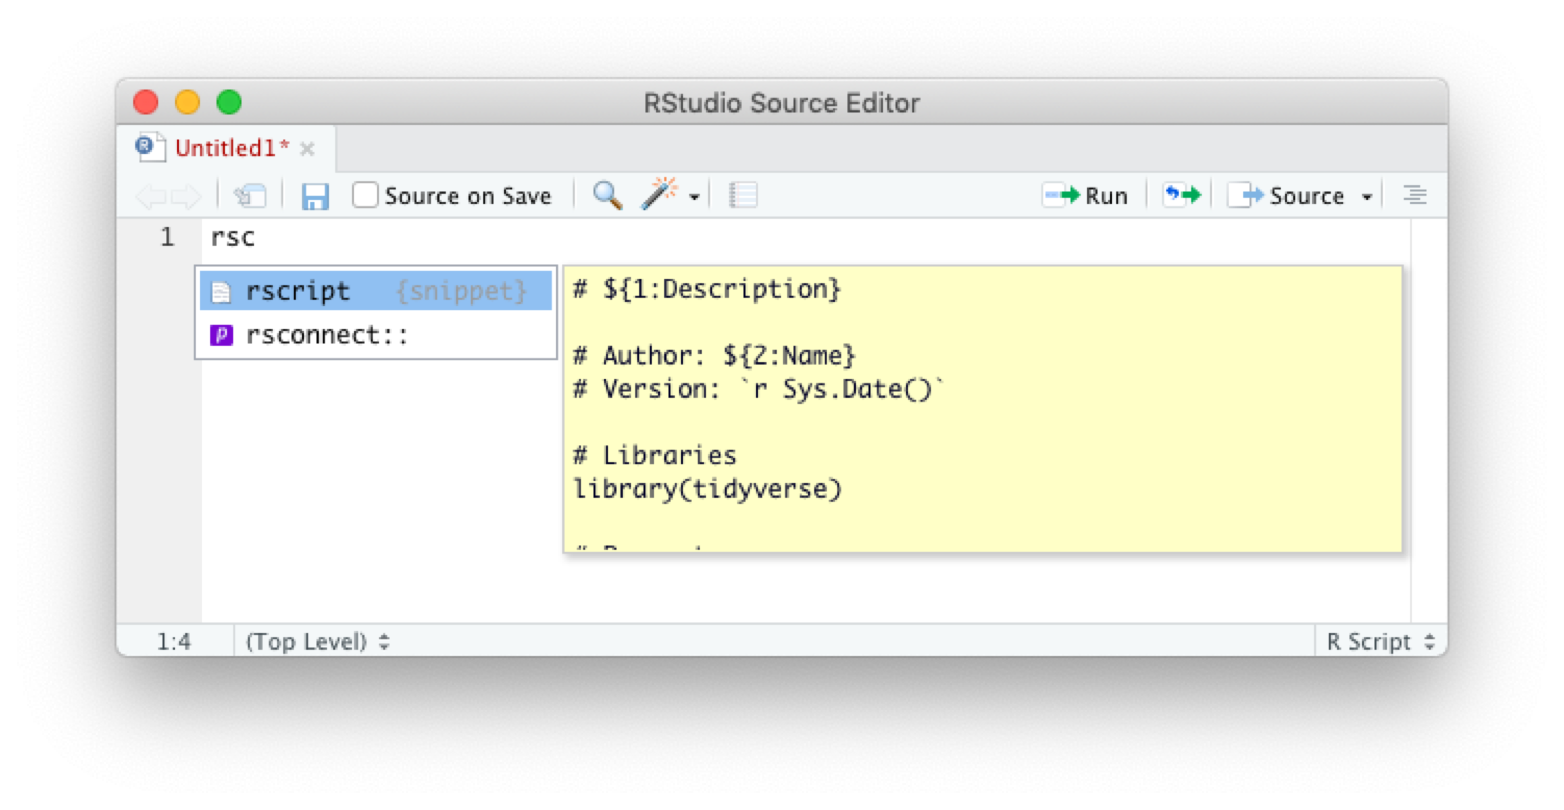 RStudio Source Editor
Untitled1*
Source on Save
Run
Source
1 rsc
rscript {snippet}
rsconnect::
# ${1:Description}
# Author: ${2:Name}
# Version: `r Sys.Date()`
# Libraries
library(tidyverse)
1:4 (Top Level) R Script